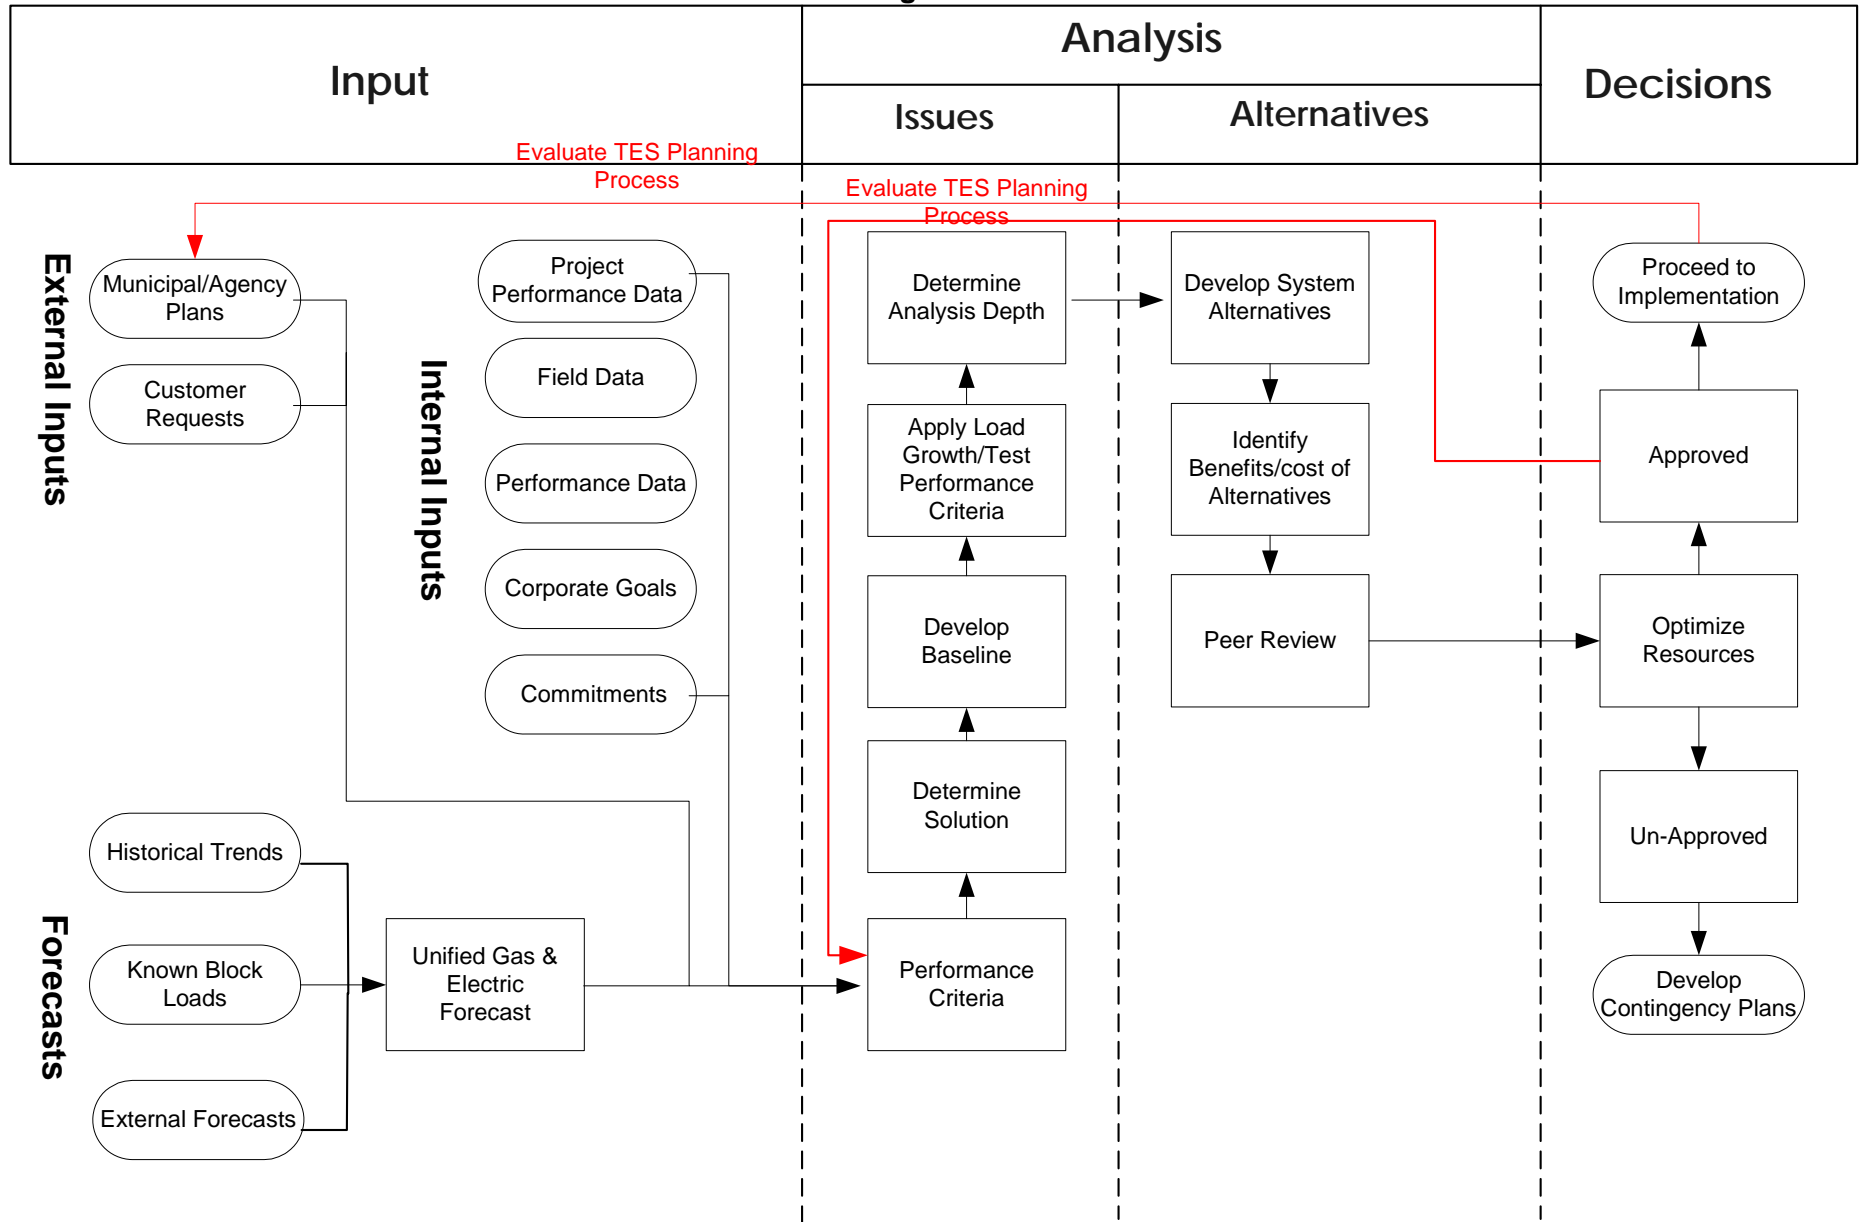 Input
Analysis
Issues
Alternatives
Decisions
Evaluate TES Planning
Process
Evaluate TES Planning
Process
External Inputs
Municipal/Agency
Plans
Customer
Requests
Internal Inputs
Project
Performance Data
Field Data
Performance Data
Corporate Goals
Commitments
Forecasts
Historical Trends
Known Block
Loads
External Forecasts
Unified Gas &
Electric
Forecast
Determine
Analysis Depth
Apply Load
Growth/Test
Performance
Criteria
Develop
Baseline
Determine
Solution
Performance
Criteria
Develop System
Alternatives
Identify
Benefits/cost of
Alternatives
Peer Review
Proceed to
Implementation
Approved
Optimize
Resources
Un-Approved
Develop
Contingency Plans